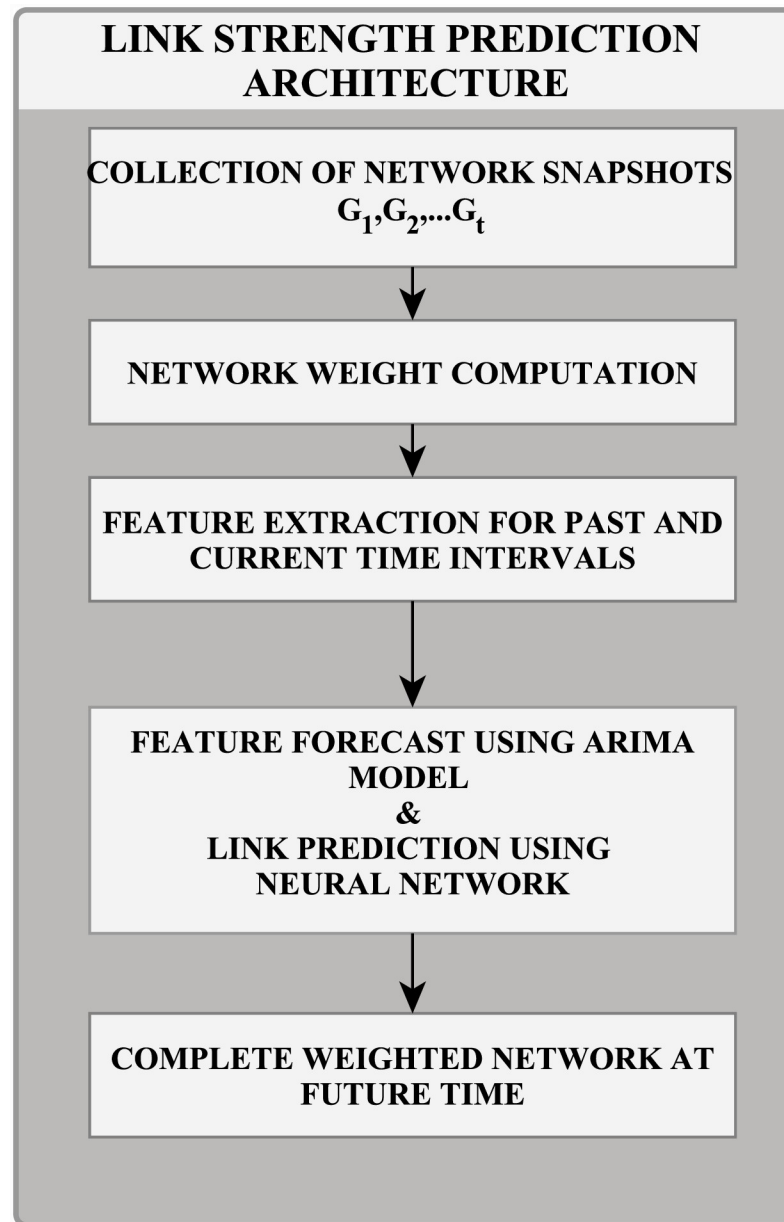 LINK STRENGTH PREDICTION
ARCHITECTURE
COLLECTION OF NETWORK SNAPSHOTS
G₁,G₂,...Gₜ
NETWORK WEIGHT COMPUTATION
FEATURE EXTRACTION FOR PAST AND
CURRENT TIME INTERVALS
FEATURE FORECAST USING ARIMA
MODEL
&
LINK PREDICTION USING
NEURAL NETWORK
COMPLETE WEIGHTED NETWORK AT
FUTURE TIME